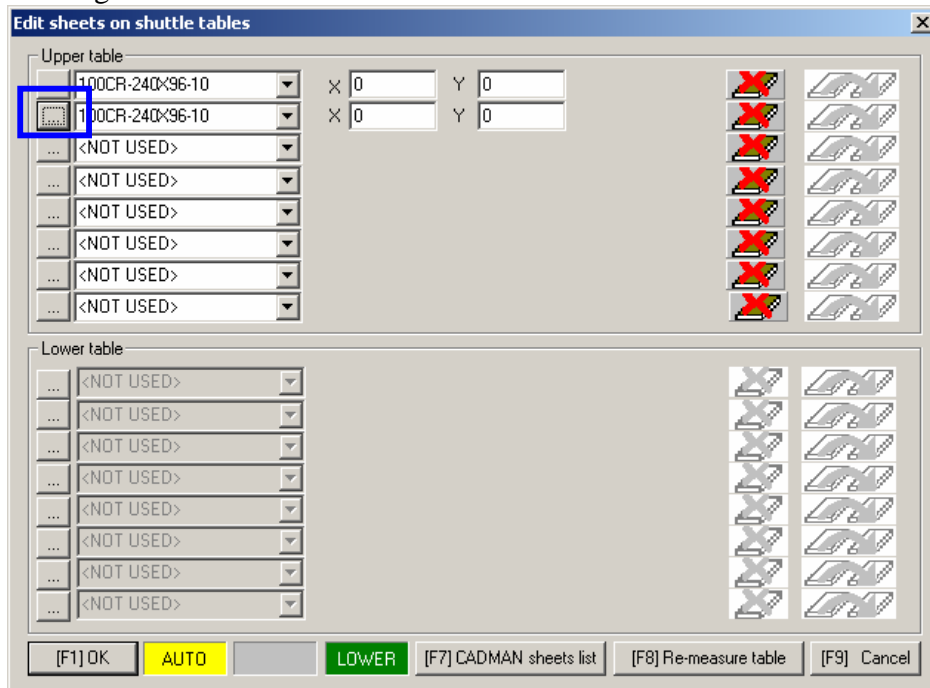 Edit sheets on shuttle tables
Upper table
100CR-240X96-10 X 0 Y 0
... 100CR-240X96-10 X 0 Y 0
... <NOT USED>
... <NOT USED>
... <NOT USED>
... <NOT USED>
... <NOT USED>
... <NOT USED>
Lower table
... <NOT USED>
... <NOT USED>
... <NOT USED>
... <NOT USED>
... <NOT USED>
... <NOT USED>
... <NOT USED>
... <NOT USED>
[F1] OK AUTO LOWER [F7] CADMAN sheets list [F8] Re-measure table [F9] Cancel